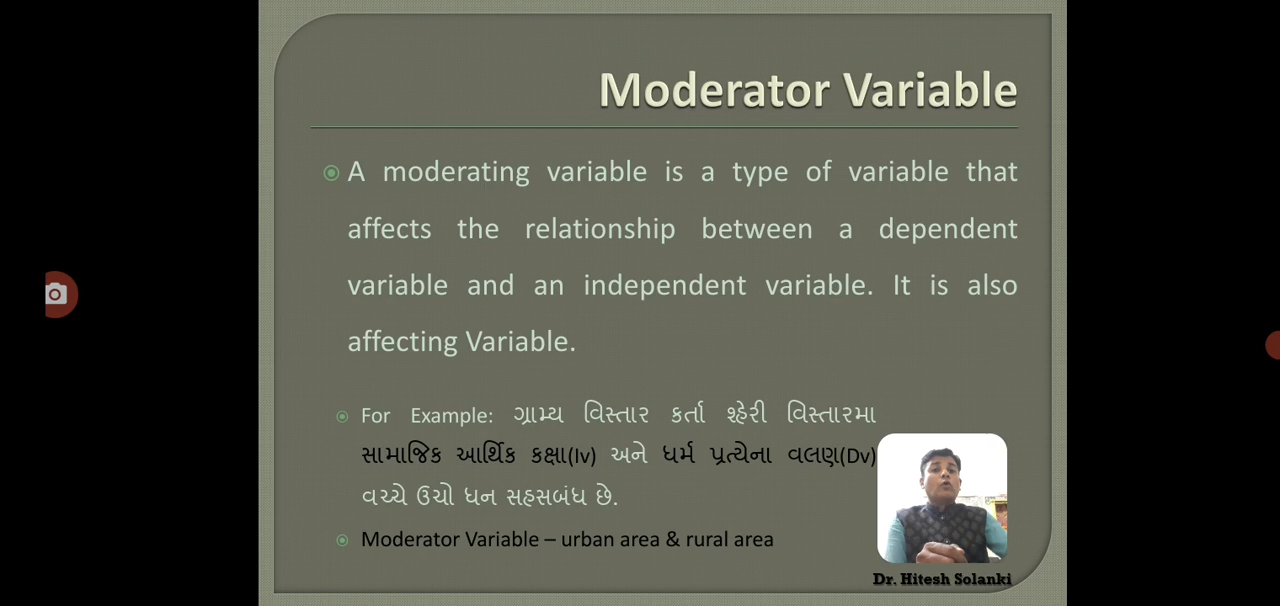 Moderator Variable
A moderating variable is a type of variable that
affects the relationship between a dependent
variable and an independent variable. It is also
affecting Variable.
For Example: ગ્રામ્ય વિસ્તાર કર્તા શ્હેરી વિસ્તારમા
સામાજિક આર્થિક કક્ષા(Iv) અને ધર્મ પ્રત્યેના વલણ(Dv)
વચ્ચે ઉચો ધન સહસબંધ છે.
Moderator Variable – urban area & rural area
Dr. Hitesh Solanki